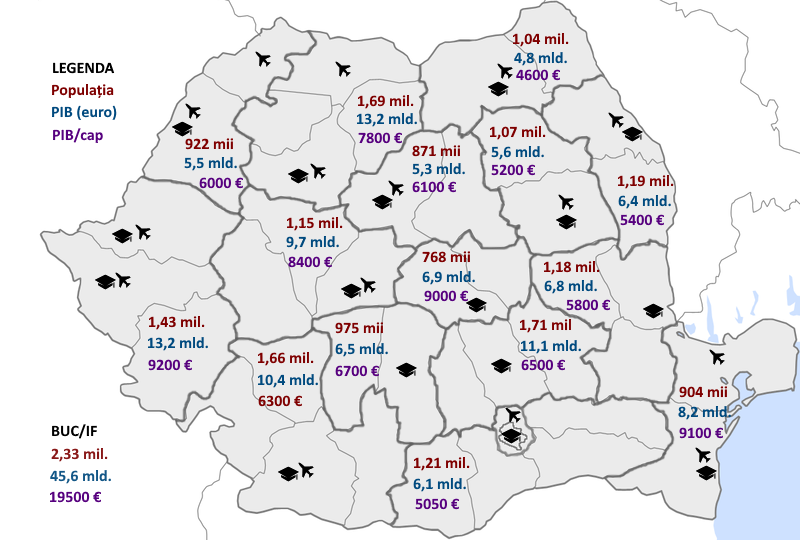 LEGENDA
Populația
PIB (euro)
PIB/cap
1,04 mil.
4,8 mld.
4600 €
1,69 mil.
13,2 mld.
7800 €
922 mii
5,5 mld.
6000 €
871 mii
5,3 mld.
6100 €
1,07 mil.
5,6 mld.
5200 €
1,19 mil.
6,4 mld.
5400 €
1,15 mil.
9,7 mld.
8400 €
768 mii
6,9 mld.
9000 €
1,18 mil.
6,8 mld.
5800 €
1,43 mil.
13,2 mld.
9200 €
1,66 mil.
10,4 mld.
6300 €
975 mii
6,5 mld.
6700 €
1,71 mil
11,1 mld.
6500 €
904 mii
8,2 mld.
9100 €
1,21 mil.
6,1 mld.
5050 €
BUC/IF
2,33 mil.
45,6 mld.
19500 €